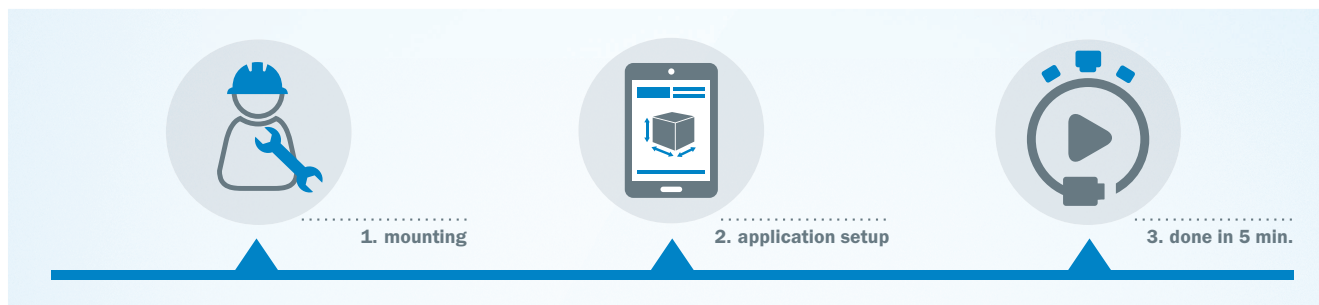 1. mounting
2. application setup
3. done in 5 min.